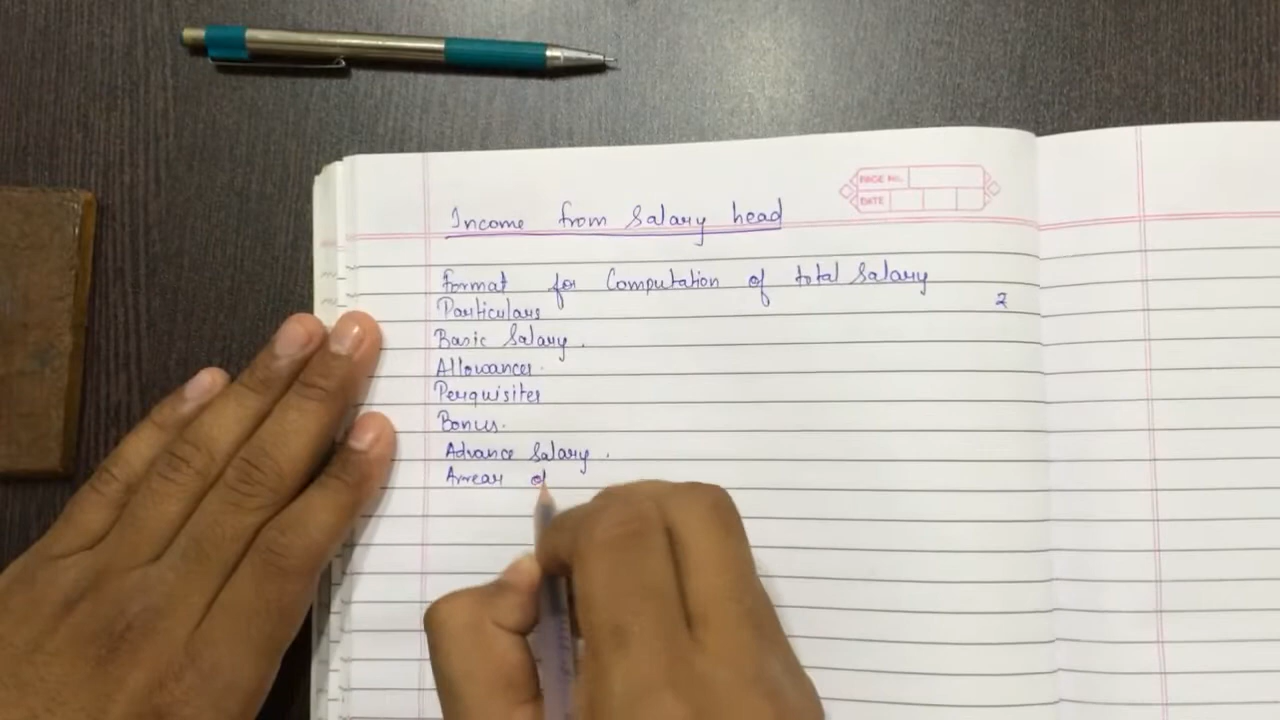 PAGE NO.
DATE
Income from Salary head
Format for Computation of total Salary
Particulars ₹
Basic Salary.
Allowances.
Perquisites
Bonus.
Advance Salary.
Arrear of